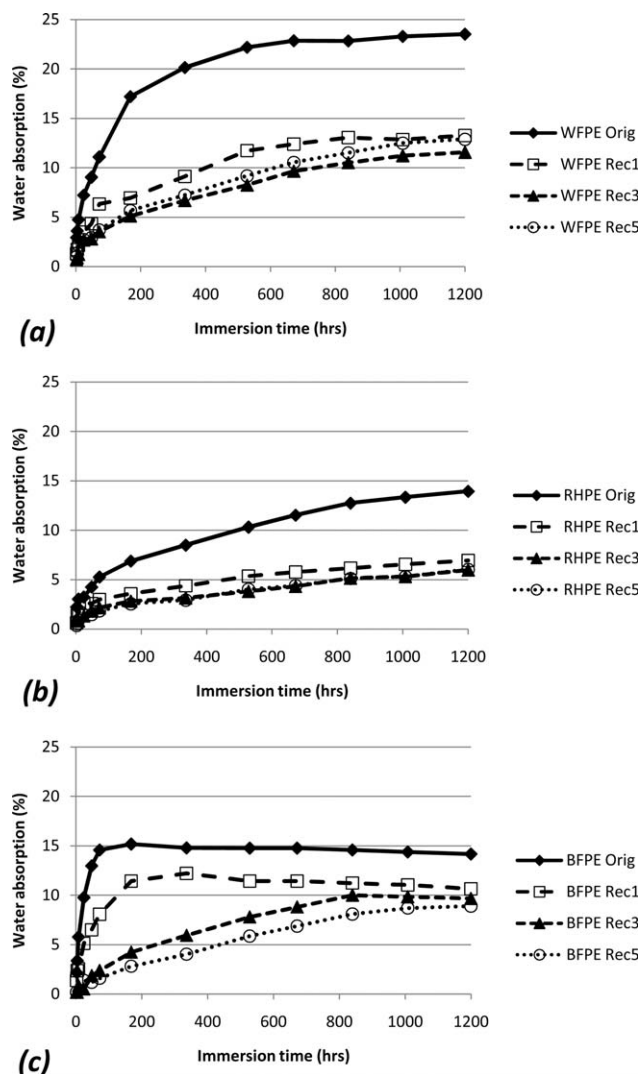 25
20
15
10
5
0
Water absorption (%)
0 200 400 600 800 1000 1200
Immersion time (hrs)
WFPE Orig
WFPE Rec1
WFPE Rec3
WFPE Rec5
(a)
25
20
15
10
5
0
Water absorption (%)
0 200 400 600 800 1000 1200
Immersion time (hrs)
RHPE Orig
RHPE Rec1
RHPE Rec3
RHPE Rec5
(b)
25
20
15
10
5
0
Water absorption (%)
0 200 400 600 800 1000 1200
Immersion time (hrs)
BFPE Orig
BFPE Rec1
BFPE Rec3
BFPE Rec5
(c)